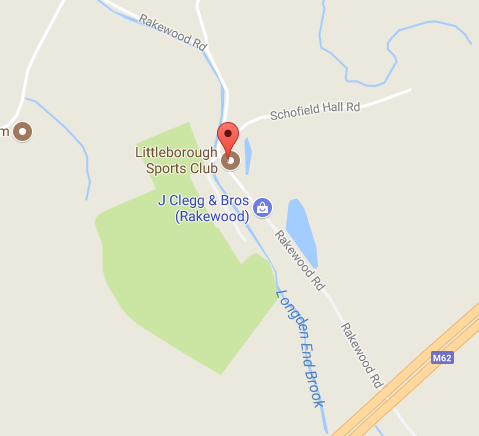 Rakewood Rd
Schofield Hall Rd
m
Littleborough
Sports Club
J Clegg & Bros
(Rakewood)
Rakewood Rd
Longden End Brook
Rakewood Rd
M62